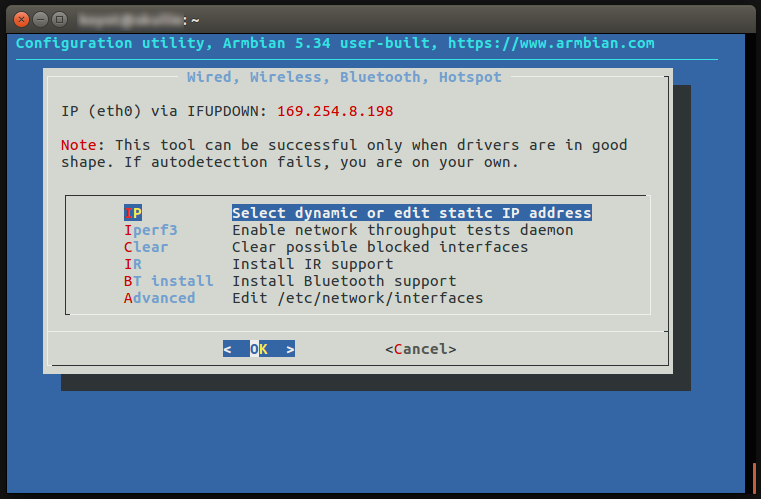 :~
Configuration utility, Armbian 5.34 user-built, https://www.armbian.com
Wired, Wireless, Bluetooth, Hotspot
IP (eth0) via IFUPDOWN: 169.254.8.198
Note: This tool can be successful only when drivers are in good
shape. If autodetection fails, you are on your own.
IP Select dynamic or edit static IP address
Iperf3 Enable network throughput tests daemon
Clear Clear possible blocked interfaces
IR Install IR support
BT install Install Bluetooth support
Advanced Edit /etc/network/interfaces
< OK > <Cancel>